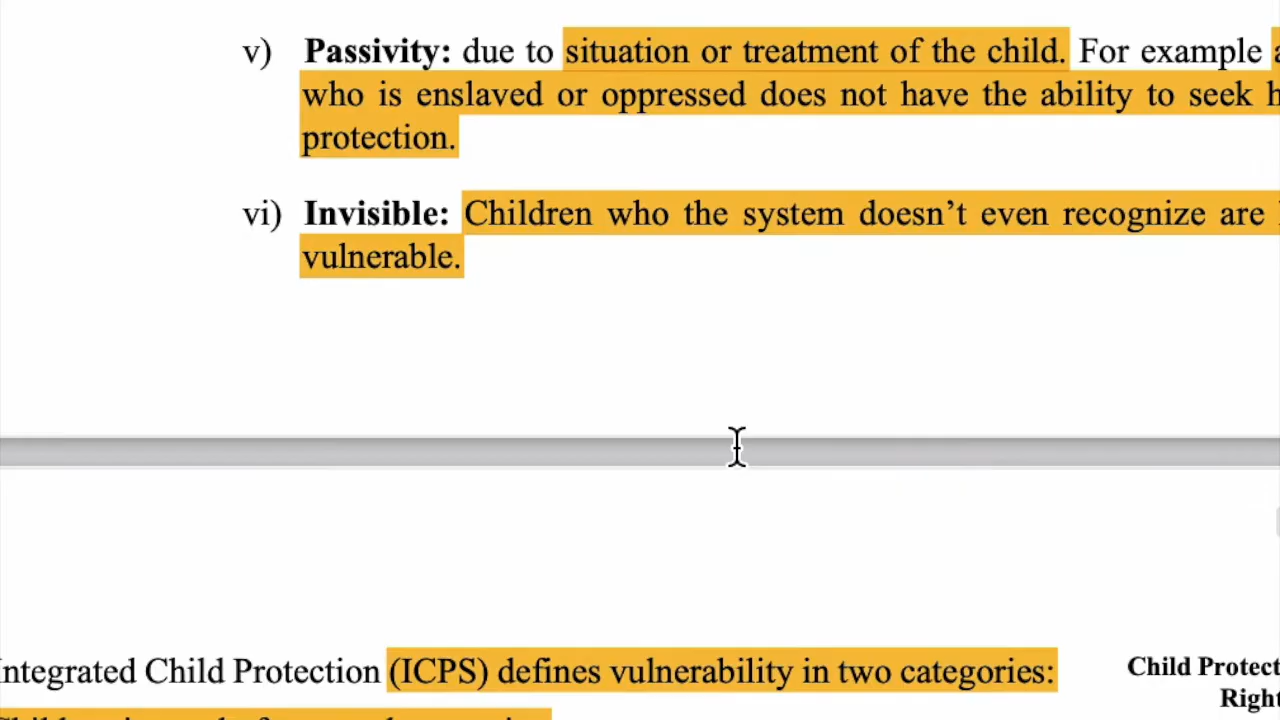 v) Passivity: due to situation or treatment of the child. For example
who is enslaved or oppressed does not have the ability to seek
protection.
vi) Invisible: Children who the system doesn’t even recognize are
vulnerable.
Integrated Child Protection (ICPS) defines vulnerability in two categories:
Child Protect
Right